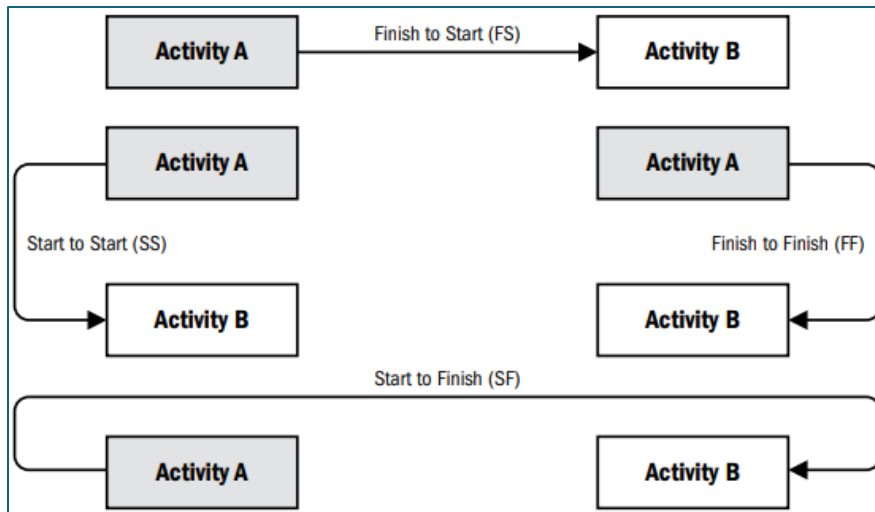 Activity A
Finish to Start (FS)
Activity B
Activity A
Activity A
Start to Start (SS)
Finish to Finish (FF)
Activity B
Activity B
Start to Finish (SF)
Activity A
Activity B